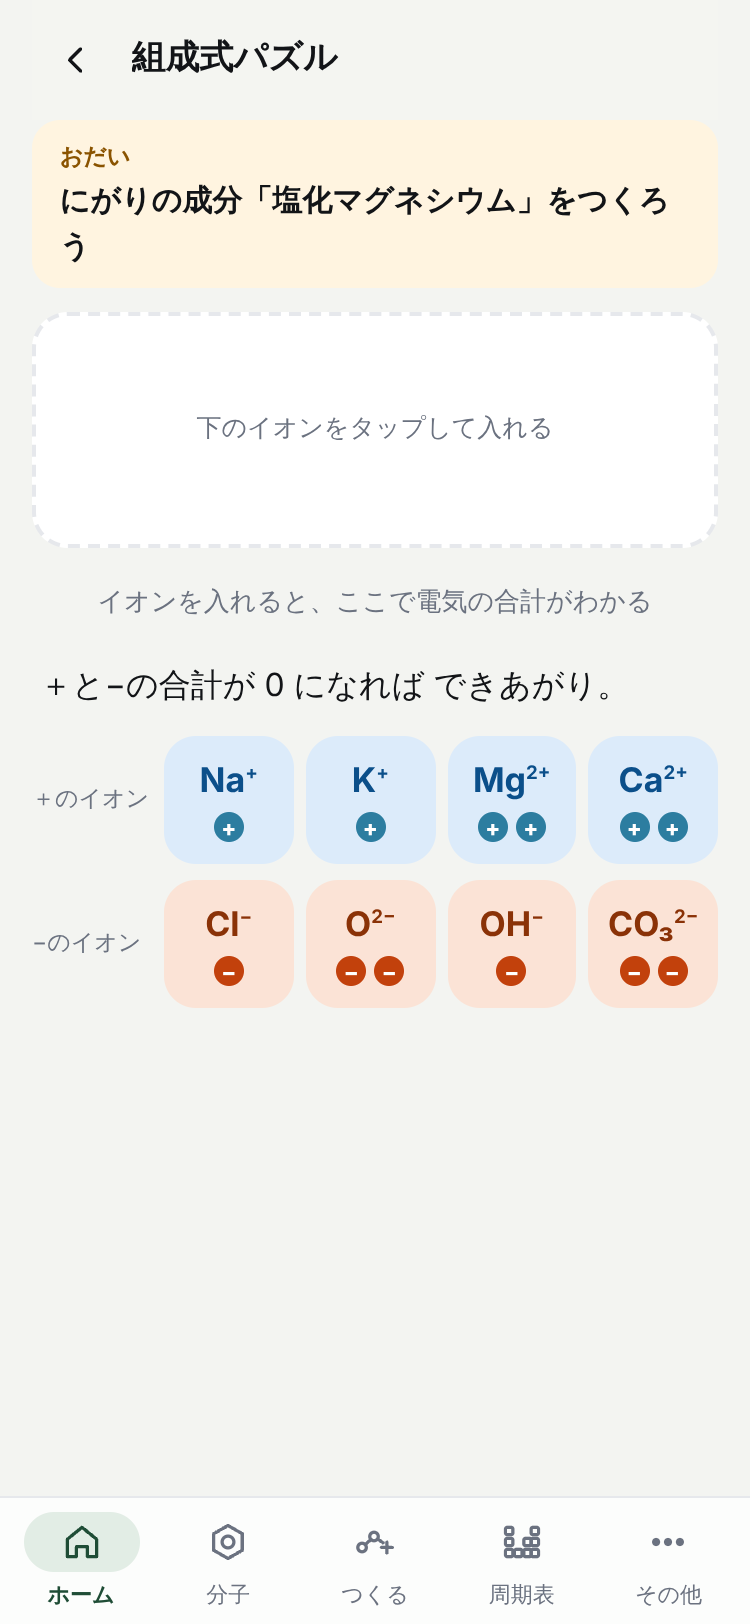 組成式パズル
おだい
にがりの成分「塩化マグネシウム」をつくろ
う
下のイオンをタップして入れる
イオンを入れると、ここで電気の合計がわかる
＋と−の合計が 0 になれば できあがり。
＋のイオン
Na⁺ K⁺ Mg²⁺ Ca²⁺
+ + + + + +
−のイオン
Cl⁻ O²⁻ OH⁻ CO₃²⁻
− − − − − −
ホーム 分子 つくる 周期表 その他